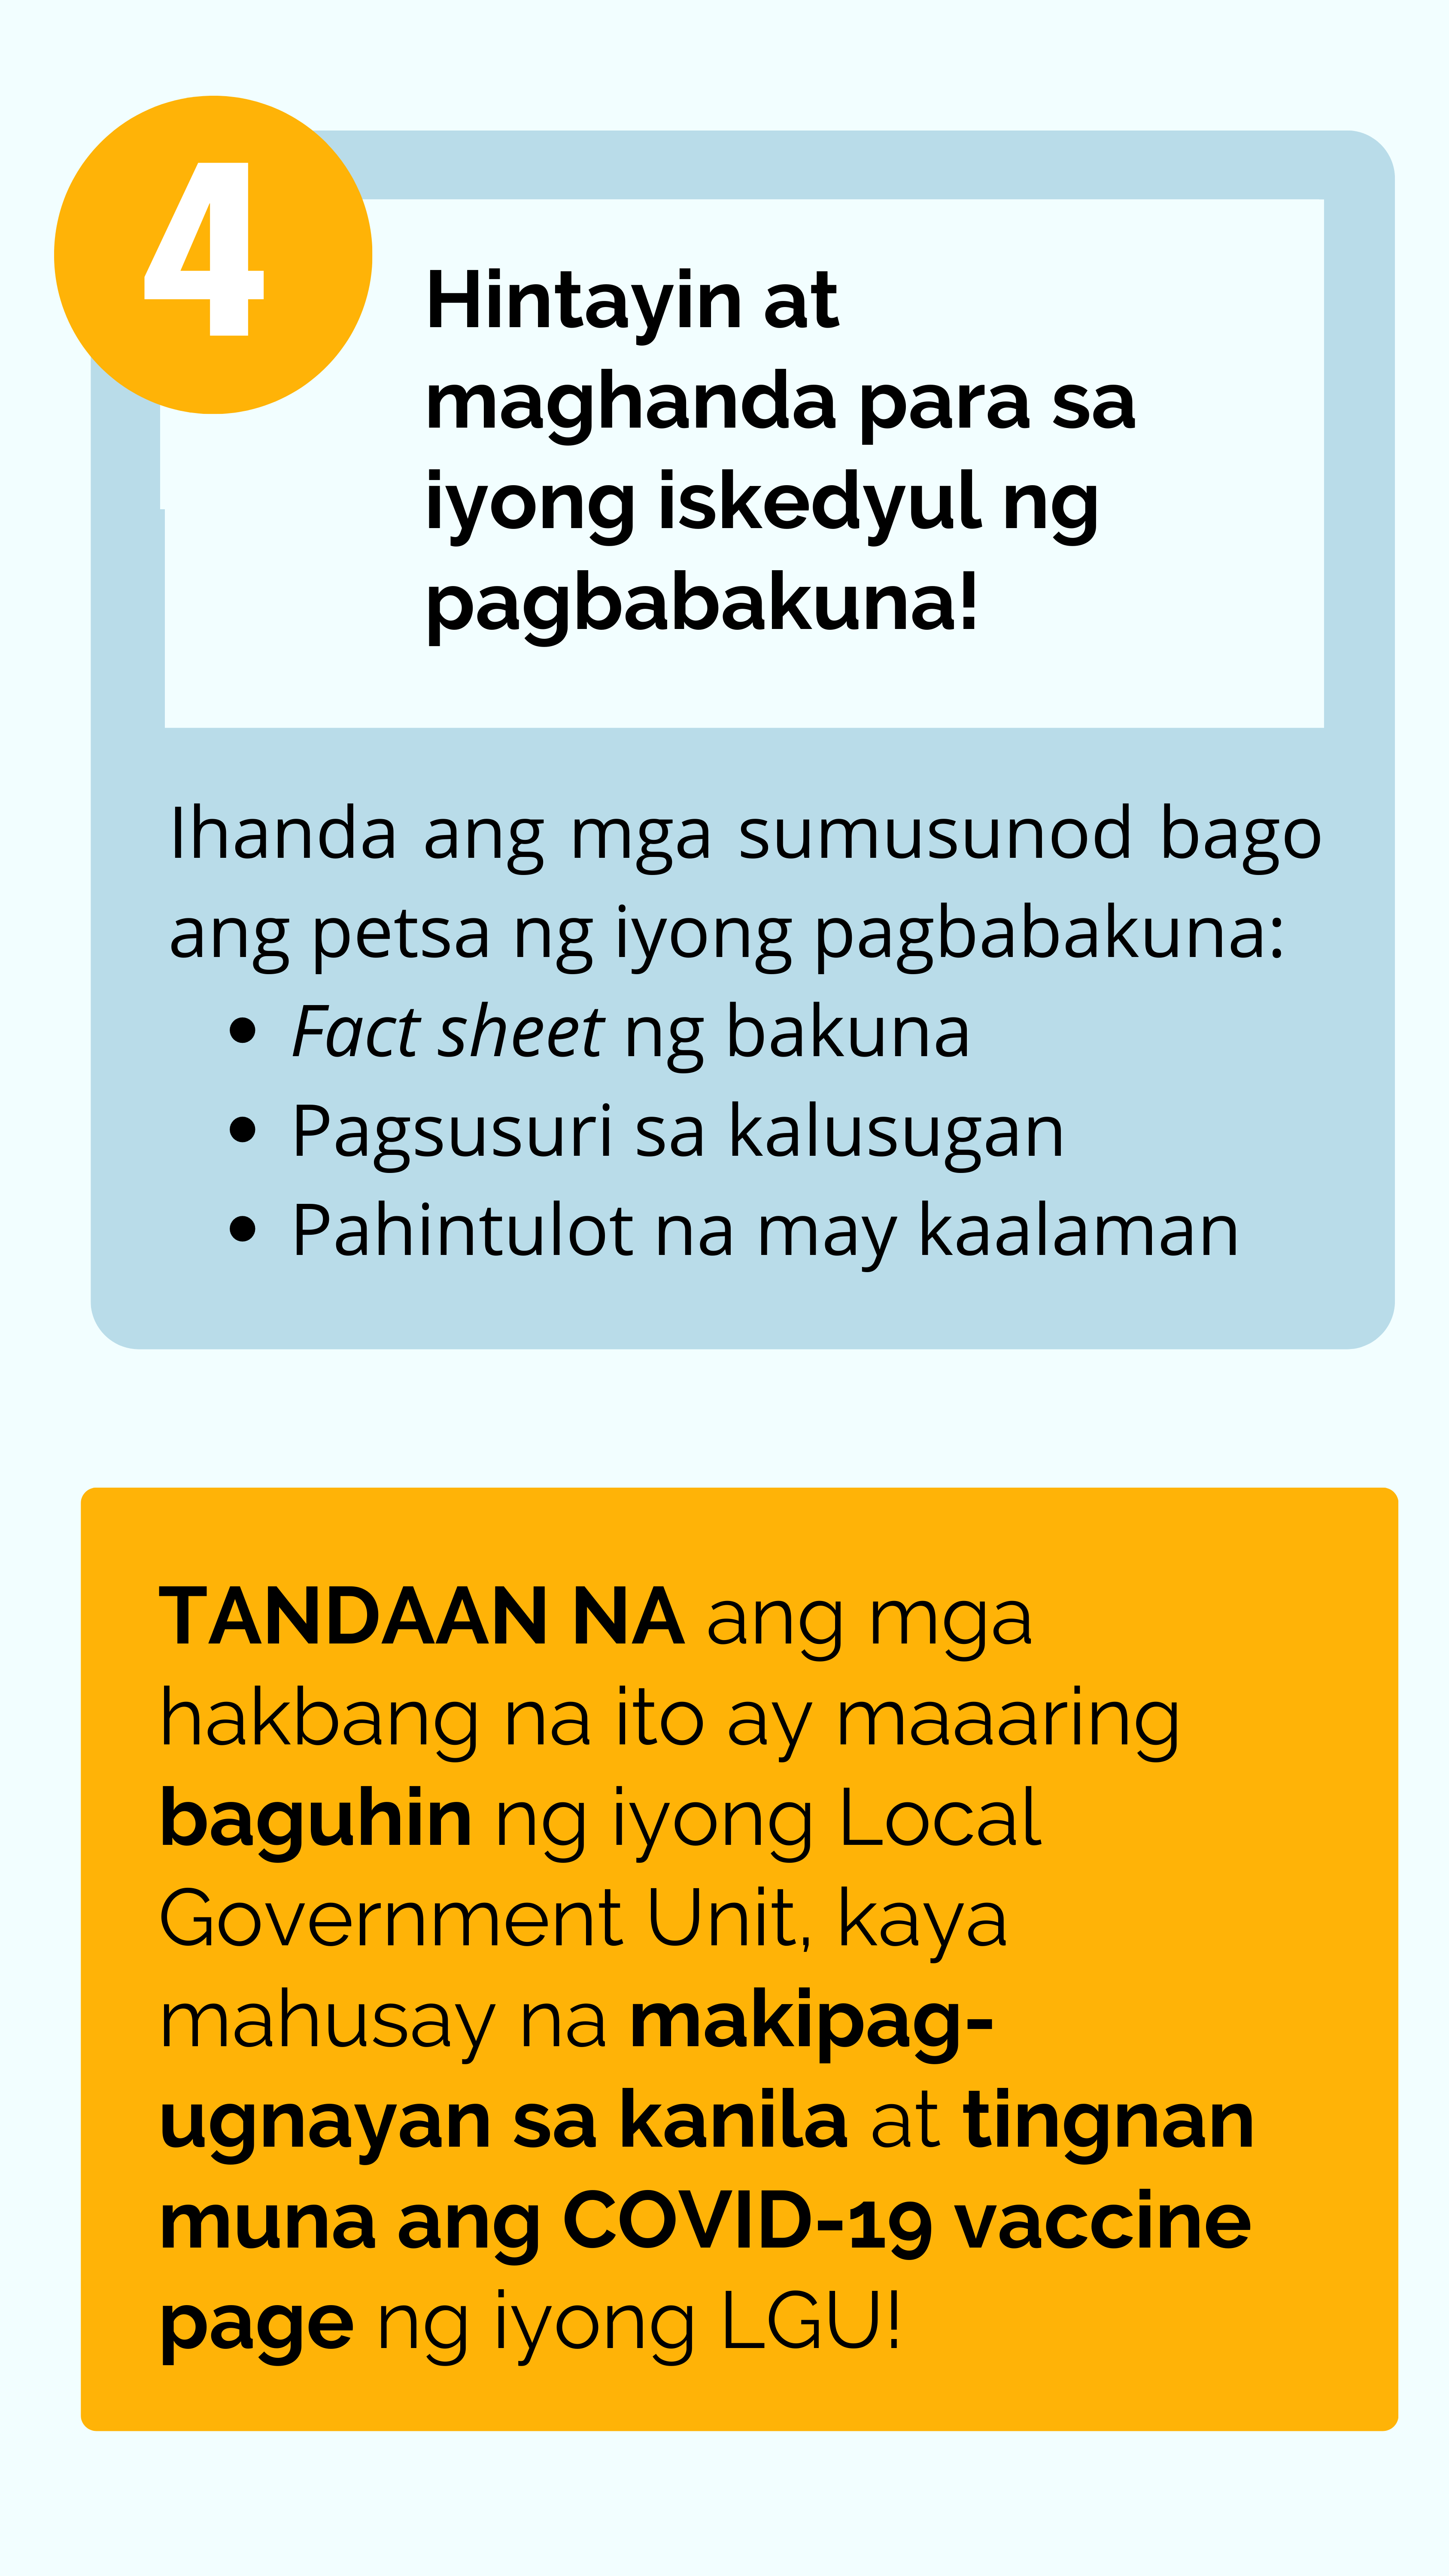 4
Hintayin at
maghanda para sa
iyong iskedyul ng
pagbabakuna!
Ihanda ang mga sumusunod bago
ang petsa ng iyong pagbabakuna:
• Fact sheet ng bakuna
• Pagsusuri sa kalusugan
• Pahintulot na may kaalaman
TANDAAN NA ang mga
hakbang na ito ay maaaring
baguhin ng iyong Local
Government Unit, kaya
mahusay na makipag-
ugnayan sa kanila at tingnan
muna ang COVID-19 vaccine
page ng iyong LGU!